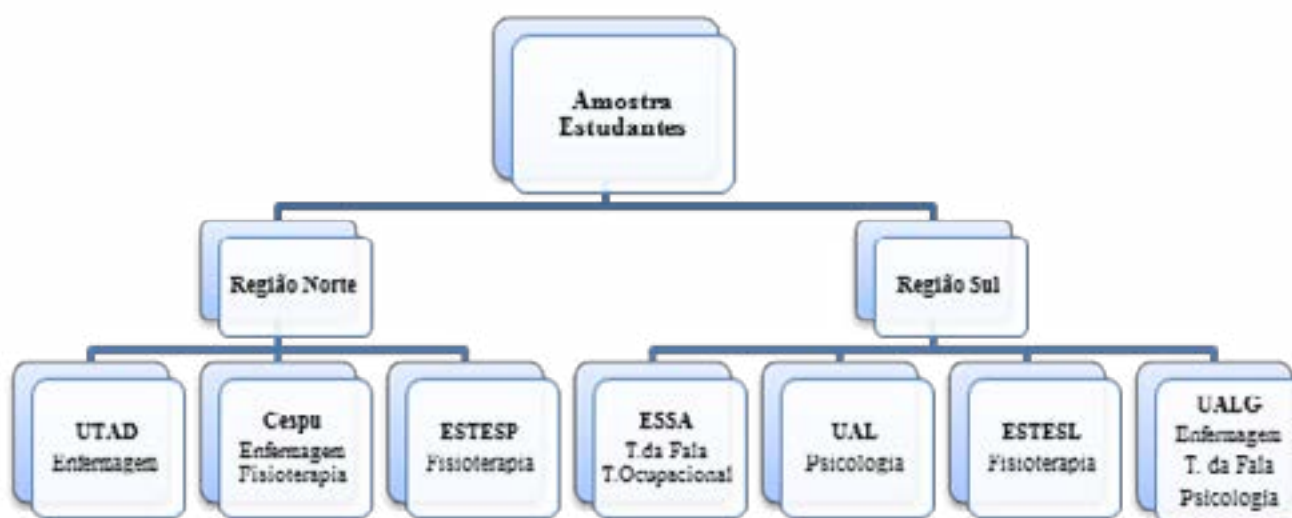 Amostra
Estudantes
Região Norte
Região Sul
UTAD
Enfermagem
Cespu
Enfermagem
Fisioterapia
ESTESP
Fisioterapia
ESSA
T.da Fala
T.Ocupacional
UAL
Psicologia
ESTESL
Fisioterapia
UALG
Enfermagem
T. da Fala
Psicologia